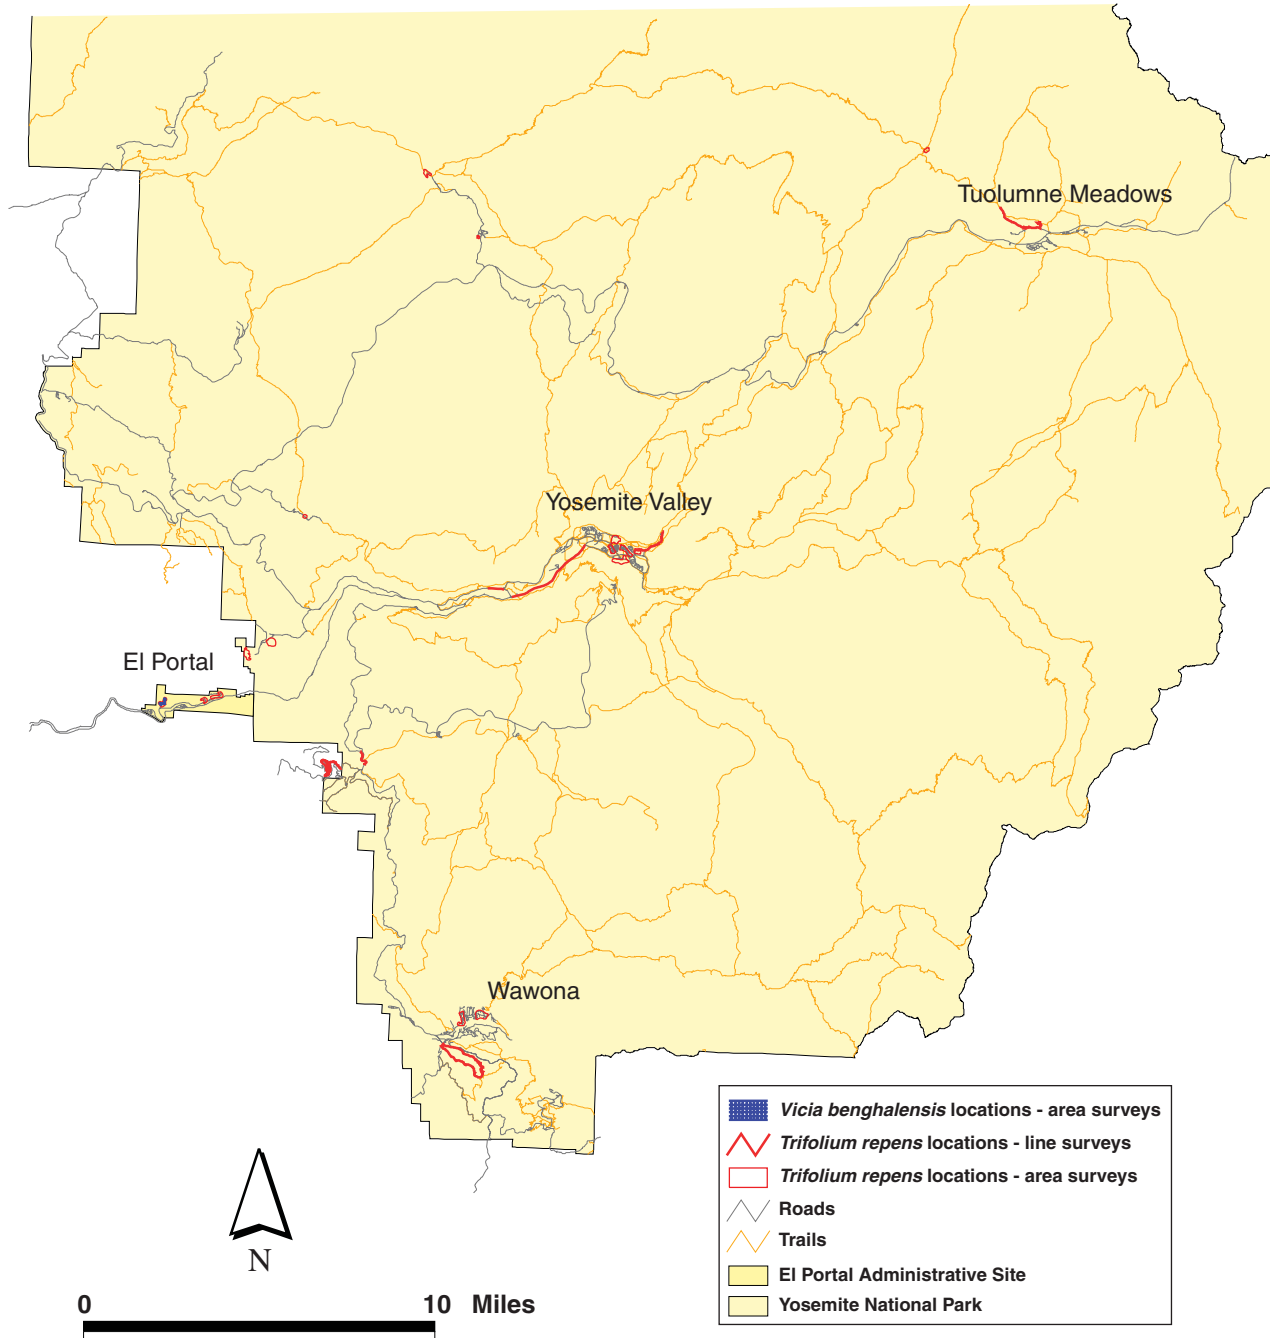 Tuolumne Meadows
Yosemite Valley
El Portal
Wawona
Vicia benghalensis locations - area surveys
Trifolium repens locations - line surveys
Trifolium repens locations - area surveys
Roads
Trails
El Portal Administrative Site
Yosemite National Park
N
0 10 Miles